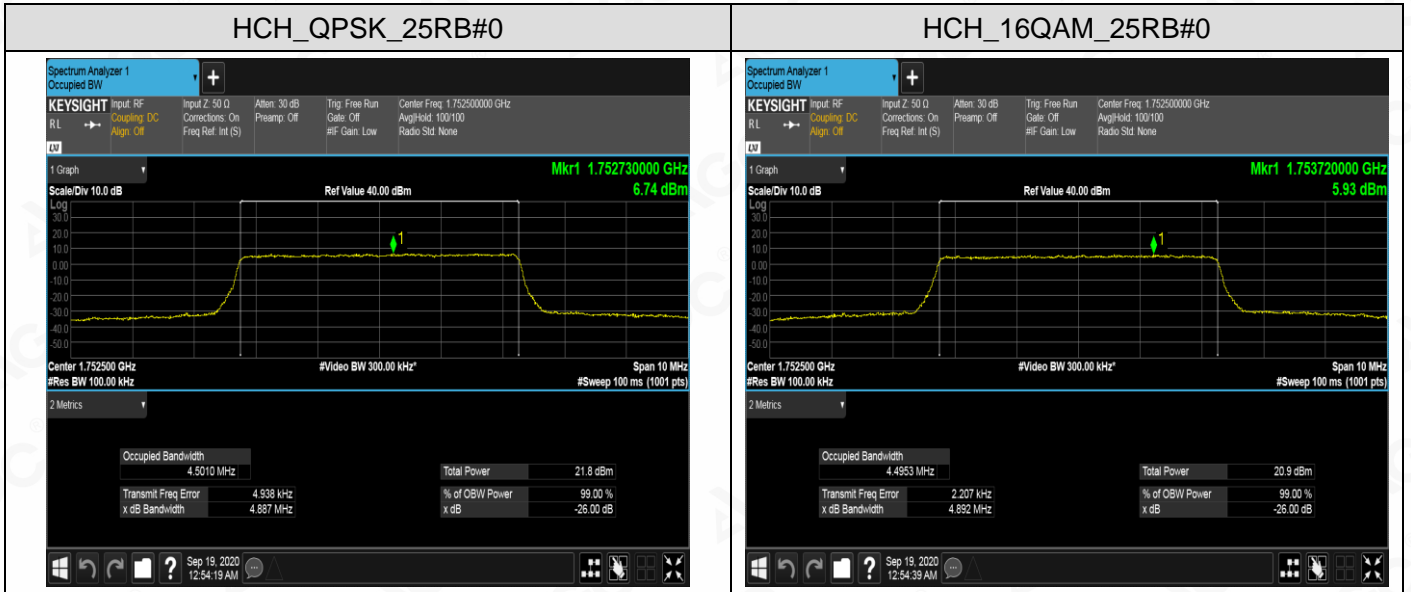 HCH_QPSK_25RB#0
Spectrum Analyzer 1
Occupied BW
+
KEYSIGHT Input: RF Input Z: 50 Ω Atten: 30 dB Trig: Free Run Center Freq: 1.752500000 GHz
RL Coupling: DC Corrections: On Preamp: Off Gate: Off Avg|Hold: 100/100
Align: Off Freq Ref: Int (S) #IF Gain: Low Radio Std: None
LXI
1 Graph Mkr1 1.752730000 GHz
Scale/Div 10.0 dB Ref Value 40.00 dBm 6.74 dBm
Log
30.0
20.0
1
10.0
0.00
-10.0
-20.0
-30.0
-40.0
-50.0
Center 1.752500 GHz #Video BW 300.00 kHz* Span 10 MHz
#Res BW 100.00 kHz #Sweep 100 ms (1001 pts)
2 Metrics
Occupied Bandwidth
4.5010 MHz Total Power 21.8 dBm
Transmit Freq Error 4.938 kHz % of OBW Power 99.00 %
x dB Bandwidth 4.887 MHz x dB -26.00 dB
? Sep 19, 2020
12:54:19 AM
HCH_16QAM_25RB#0
Spectrum Analyzer 1
Occupied BW
+
KEYSIGHT Input: RF Input Z: 50 Ω Atten: 30 dB Trig: Free Run Center Freq: 1.752500000 GHz
RL Coupling: DC Corrections: On Preamp: Off Gate: Off Avg|Hold: 100/100
Align: Off Freq Ref: Int (S) #IF Gain: Low Radio Std: None
LXI
1 Graph Mkr1 1.753720000 GHz
Scale/Div 10.0 dB Ref Value 40.00 dBm 5.93 dBm
Log
30.0
20.0
1
10.0
0.00
-10.0
-20.0
-30.0
-40.0
-50.0
Center 1.752500 GHz #Video BW 300.00 kHz* Span 10 MHz
#Res BW 100.00 kHz #Sweep 100 ms (1001 pts)
2 Metrics
Occupied Bandwidth
4.4953 MHz Total Power 20.9 dBm
Transmit Freq Error 2.207 kHz % of OBW Power 99.00 %
x dB Bandwidth 4.892 MHz x dB -26.00 dB
? Sep 19, 2020
12:54:39 AM